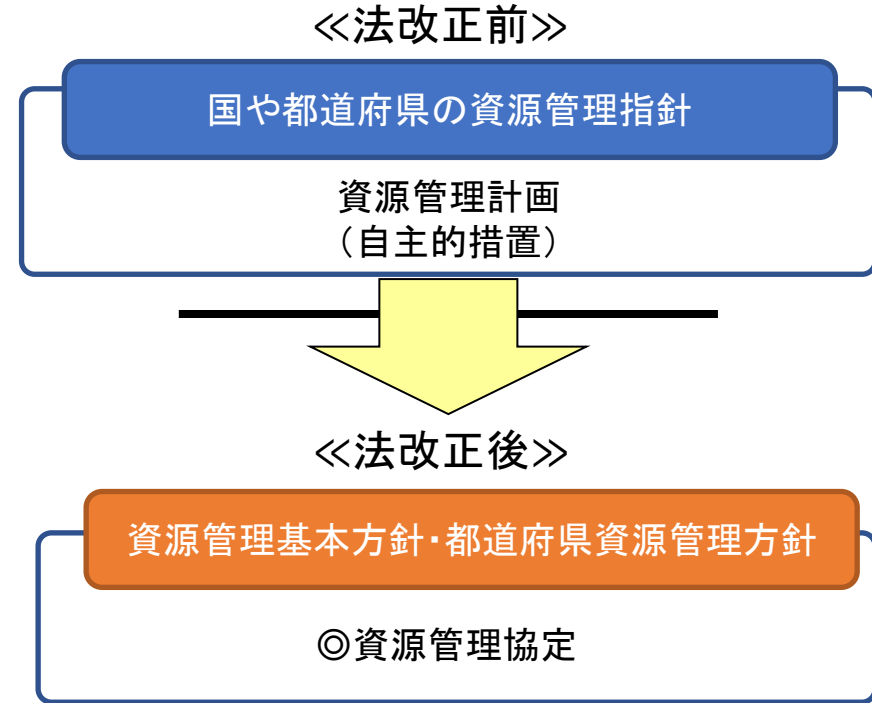 ≪法改正前≫
国や都道府県の資源管理指針
資源管理計画
（自主的措置）
≪法改正後≫
資源管理基本方針・都道府県資源管理方針
◎資源管理協定